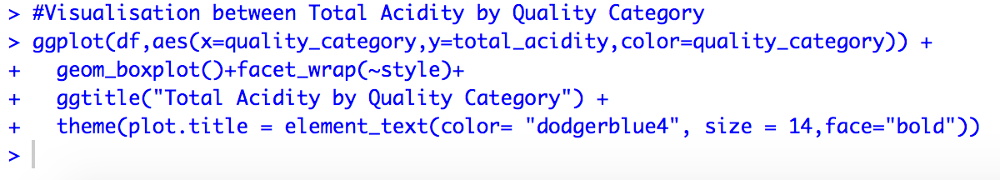 > #Visualisation between Total Acidity by Quality Category
> ggplot(df,aes(x=quality_category,y=total_acidity,color=quality_category)) +
+   geom_boxplot()+facet_wrap(~style)+
+   ggtitle("Total Acidity by Quality Category") +
+   theme(plot.title = element_text(color= "dodgerblue4", size = 14,face="bold"))
>